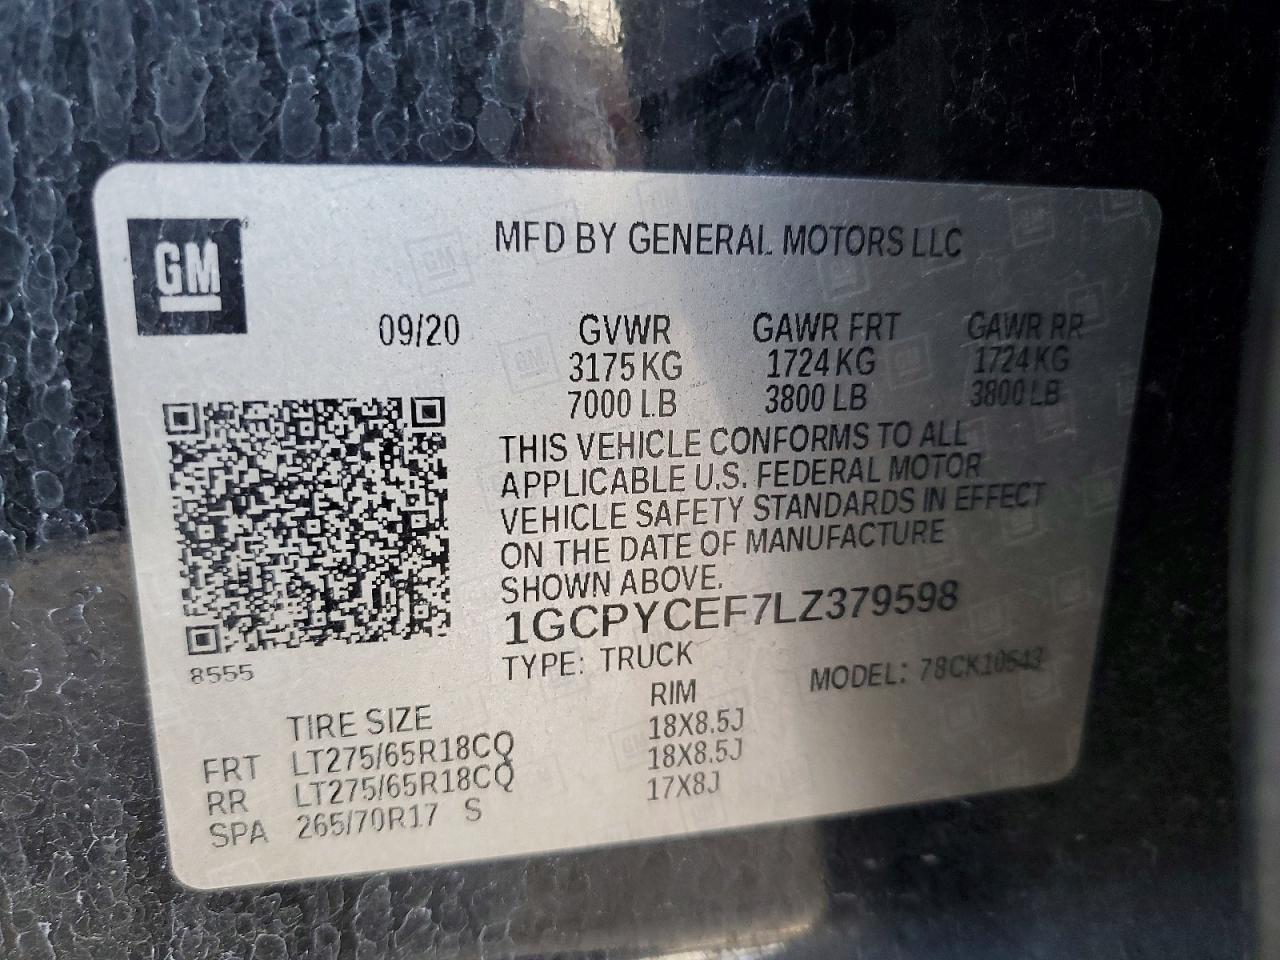 GM
MFD BY GENERAL MOTORS LLC
09/20 GVWR GAWR FRT GAWR RR
3175 KG 1724 KG 1724 KG
7000 LB 3800 LB 3800 LB
THIS VEHICLE CONFORMS TO ALL
APPLICABLE U.S. FEDERAL MOTOR
VEHICLE SAFETY STANDARDS IN EFFECT
ON THE DATE OF MANUFACTURE
SHOWN ABOVE.
1GCPYCEF7LZ379598
8555
TYPE: TRUCK MODEL: 78CK10543
TIRE SIZE RIM
FRT LT275/65R18CQ 18X8.5J
RR LT275/65R18CQ 18X8.5J
SPA 265/70R17 S 17X8J